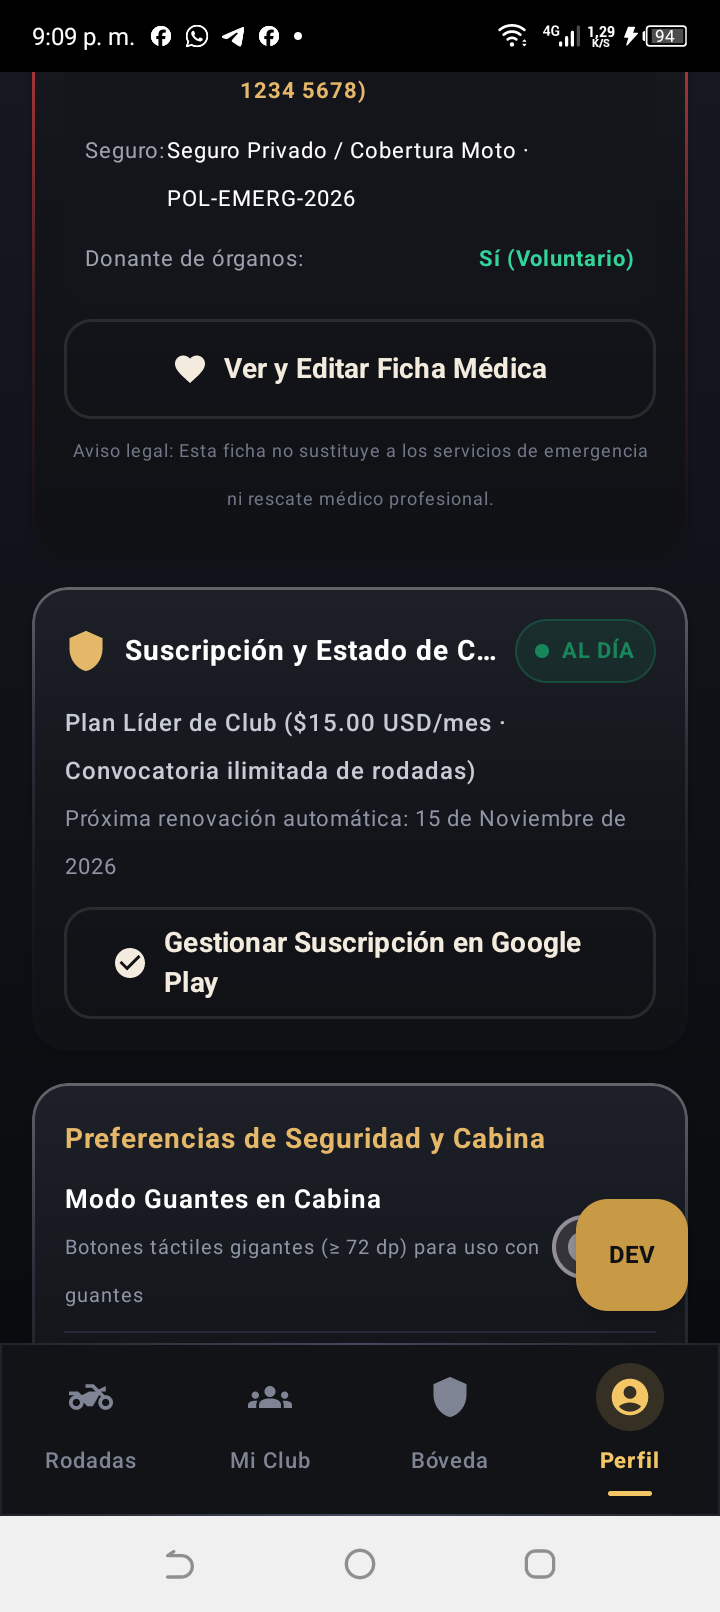 9:09 p. m.
4G
1,29
K/S
94
1234 5678)
Seguro: Seguro Privado / Cobertura Moto ·
POL-EMERG-2026
Donante de órganos: Sí (Voluntario)
Ver y Editar Ficha Médica
Aviso legal: Esta ficha no sustituye a los servicios de emergencia
ni rescate médico profesional.
Suscripción y Estado de C...
AL DÍA
Plan Líder de Club ($15.00 USD/mes ·
Convocatoria ilimitada de rodadas)
Próxima renovación automática: 15 de Noviembre de
2026
Gestionar Suscripción en Google
Play
Preferencias de Seguridad y Cabina
Modo Guantes en Cabina
Botones táctiles gigantes (≥ 72 dp) para uso con
guantes
DEV
Rodadas
Mi Club
Bóveda
Perfil